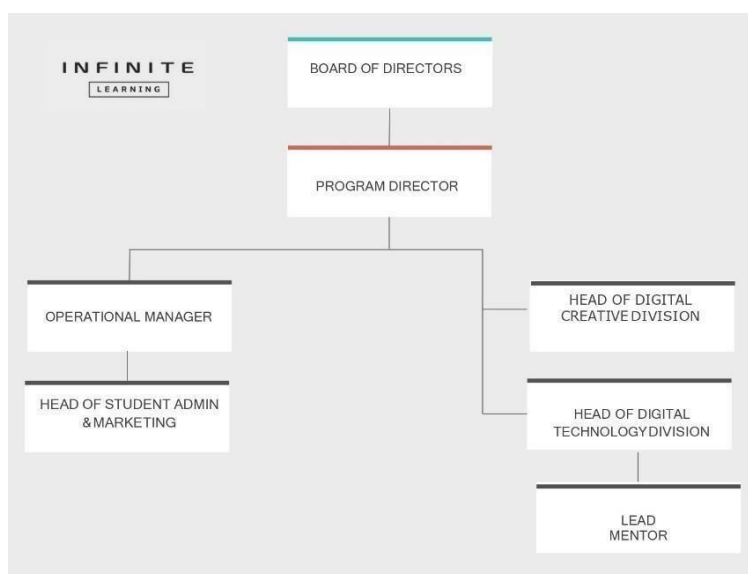 INFINITE
LEARNING
BOARD OF DIRECTORS
PROGRAM DIRECTOR
OPERATIONAL MANAGER
HEAD OF DIGITAL
CREATIVE DIVISION
HEAD OF STUDENT ADMIN
& MARKETING
HEAD OF DIGITAL
TECHNOLOGY DIVISION
LEAD
MENTOR